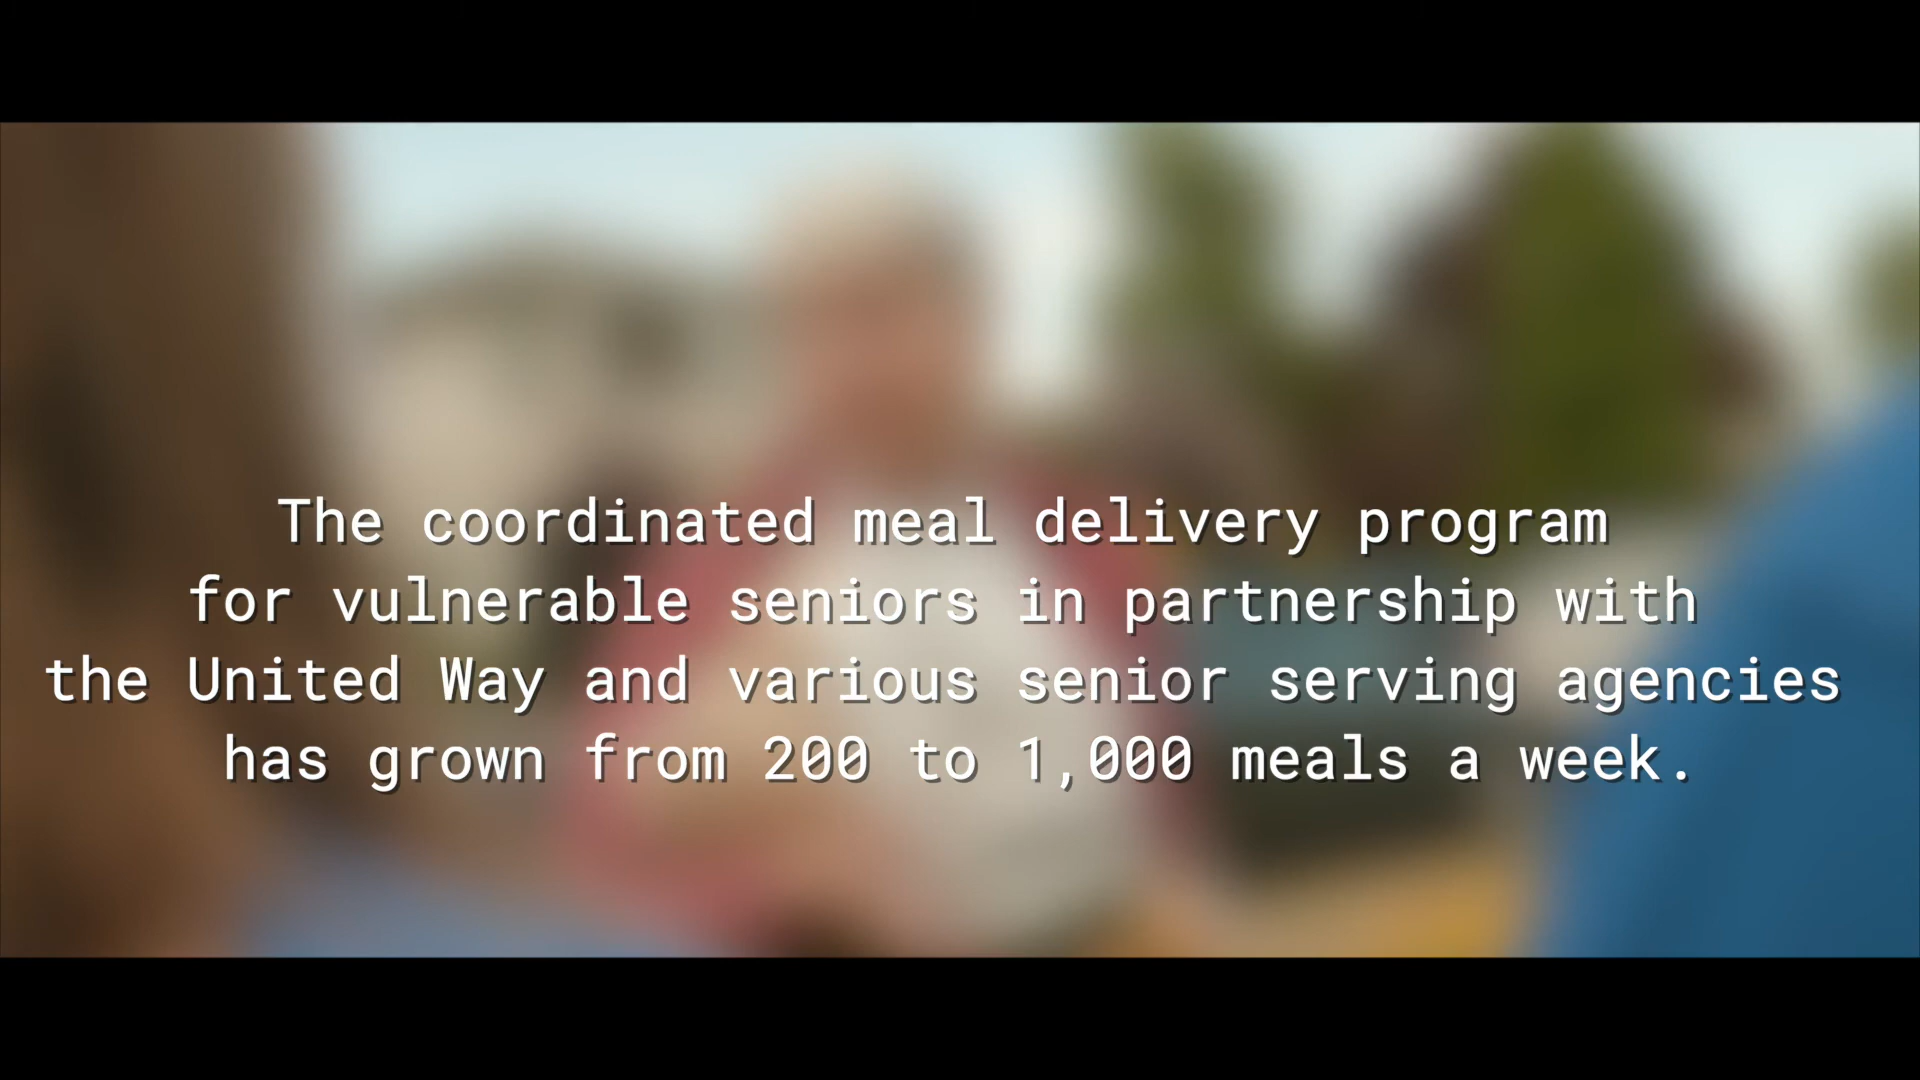 The coordinated meal delivery program
for vulnerable seniors in partnership with
the United Way and various senior serving agencies
has grown from 200 to 1,000 meals a week.